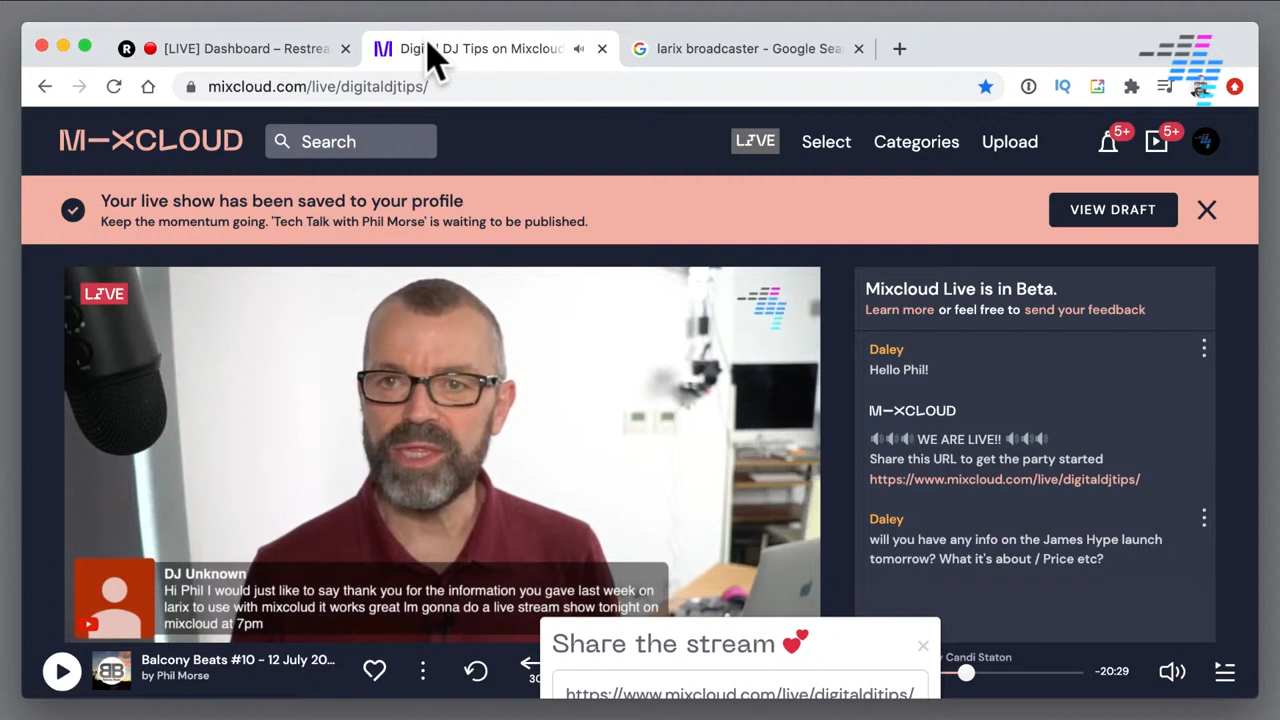 [LIVE] Dashboard – Restrea
Digital DJ Tips on Mixcloud
larix broadcaster - Google Sea
mixcloud.com/live/digitaldjtips/
IQ
M–XCLOUD
Search
LIVE
Select
Categories
Upload
5+
5+
Your live show has been saved to your profile
Keep the momentum going. 'Tech Talk with Phil Morse' is waiting to be published.
VIEW DRAFT
LIVE
Mixcloud Live is in Beta.
Learn more or feel free to send your feedback
Daley
Hello Phil!
M–XCLOUD
WE ARE LIVE!!
Share this URL to get the party started
https://www.mixcloud.com/live/digitaldjtips/
Daley
will you have any info on the James Hype launch
tomorrow? What it's about / Price etc?
DJ Unknown
Hi Phil I would just like to say thank you for the information you gave last week on
larix to use with mixcolud it works great Im gonna do a live stream show tonight on
mixcloud at 7pm
Share the stream 💕
https://www.mixcloud.com/live/digitalditips/
BB
Balcony Beats #10 - 12 July 20...
by Phil Morse
30
y Candi Staton
-20:29